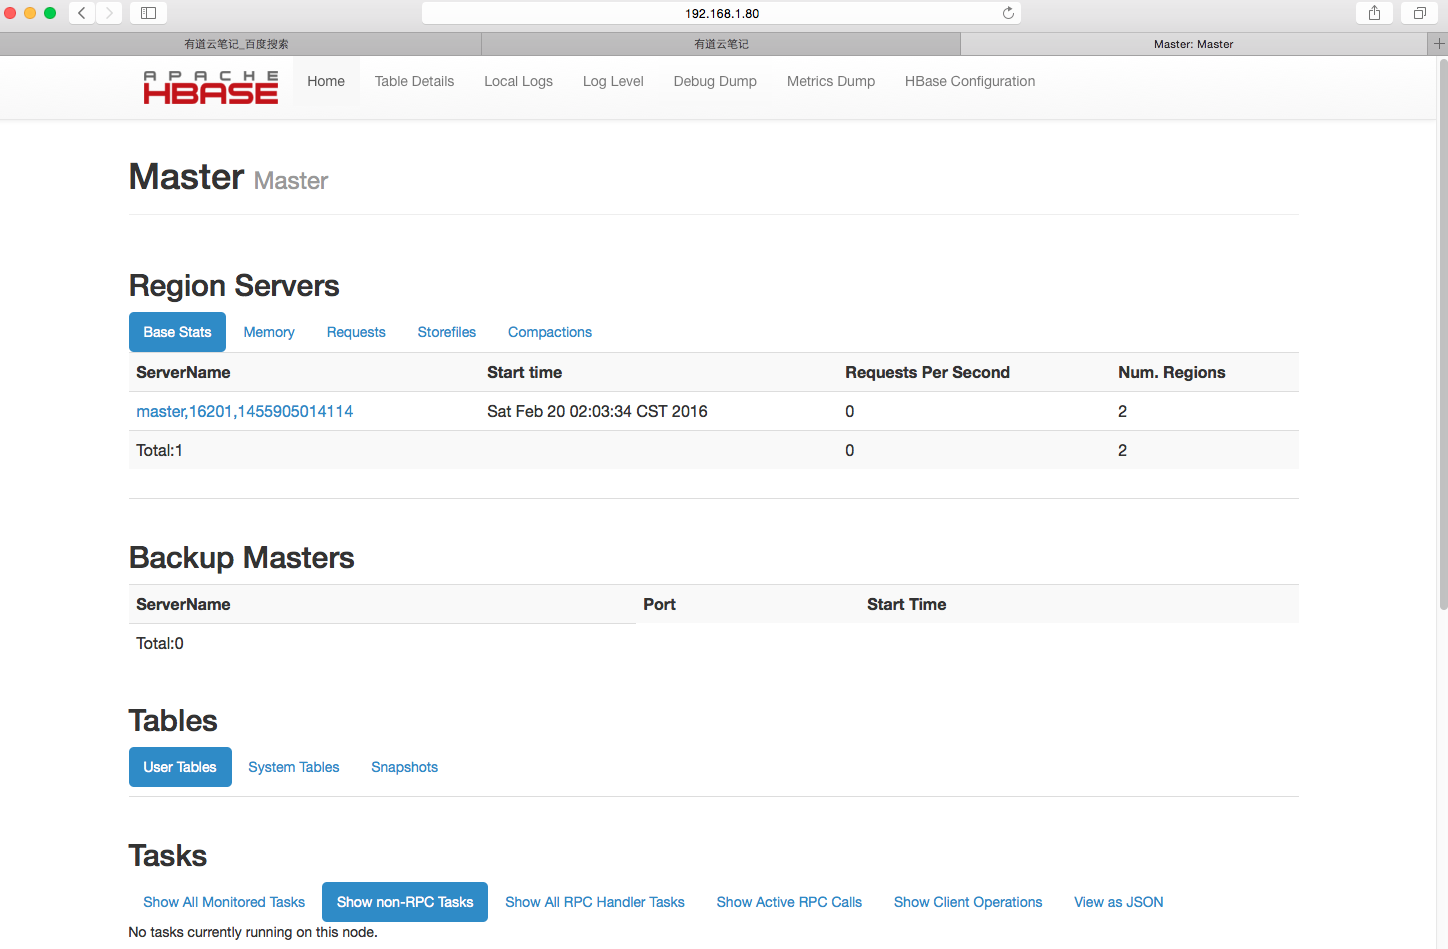 192.168.1.80
有道云笔记_百度搜索 有道云笔记 Master: Master
APACHE
HBASE
Home Table Details Local Logs Log Level Debug Dump Metrics Dump HBase Configuration
Master Master
Region Servers
Base Stats Memory Requests Storefiles Compactions
ServerName Start time Requests Per Second Num. Regions
master,16201,1455905014114 Sat Feb 20 02:03:34 CST 2016 0 2
Total:1 0 2
Backup Masters
ServerName Port Start Time
Total:0
Tables
User Tables System Tables Snapshots
Tasks
Show All Monitored Tasks Show non-RPC Tasks Show All RPC Handler Tasks Show Active RPC Calls Show Client Operations View as JSON
No tasks currently running on this node.